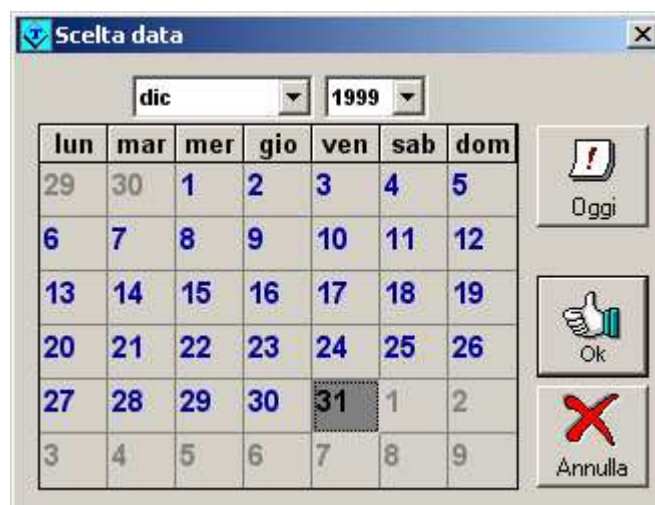 Scelta data
dic 1999
lun mar mer gio ven sab dom
29 30 1 2 3 4 5
Oggi
6 7 8 9 10 11 12
13 14 15 16 17 18 19
20 21 22 23 24 25 26
Ok
27 28 29 30 31 1 2
3 4 5 6 7 8 9
Annulla